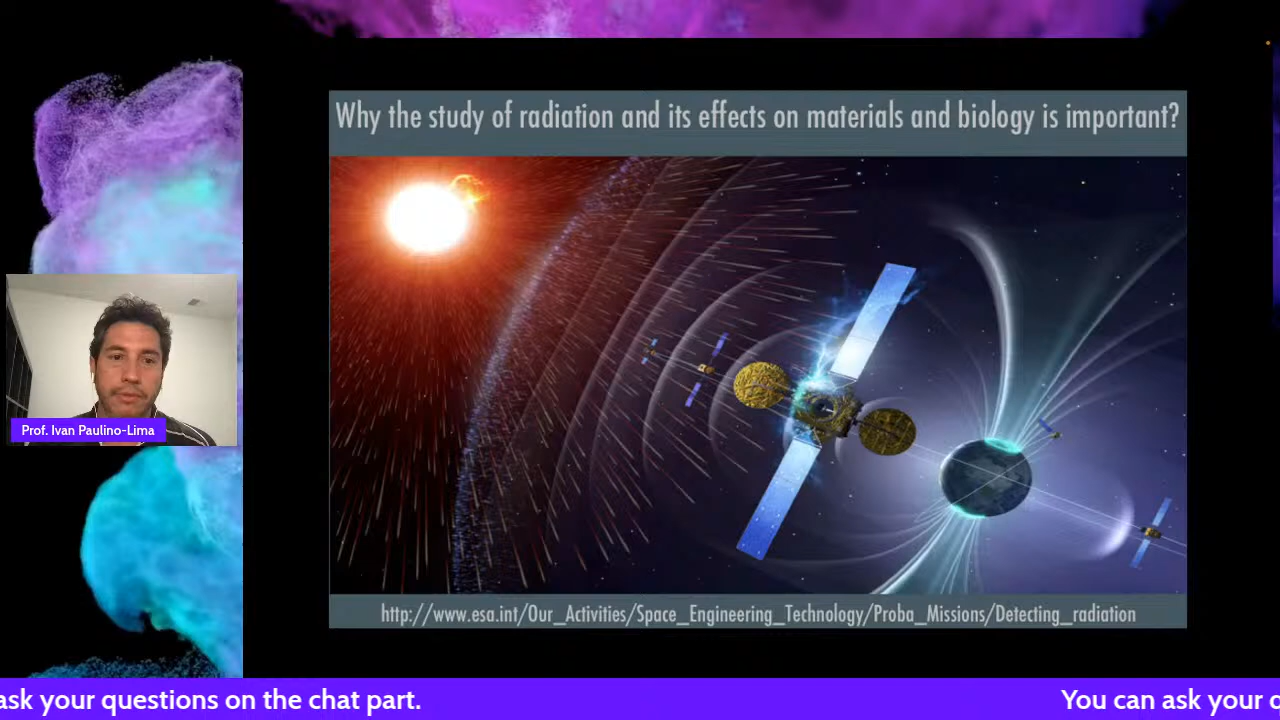 Why the study of radiation and its effects on materials and biology is important?
Prof. Ivan Paulino-Lima
http://www.esa.int/Our_Activities/Space_Engineering_Technology/Proba_Missions/Detecting_radiation
ask your questions on the chat part.
You can ask your